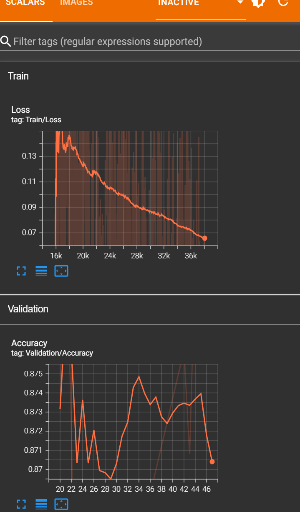 SCALARS IMAGES INACTIVE
Filter tags (regular expressions supported)
Train
Loss
tag: Train/Loss
0.13
0.11
0.09
0.07
16k 20k 24k 28k 32k 36k
Validation
Accuracy
tag: Validation/Accuracy
0.875
0.874
0.873
0.872
0.871
0.87
20 22 24 26 28 30 32 34 36 38 40 42 44 46